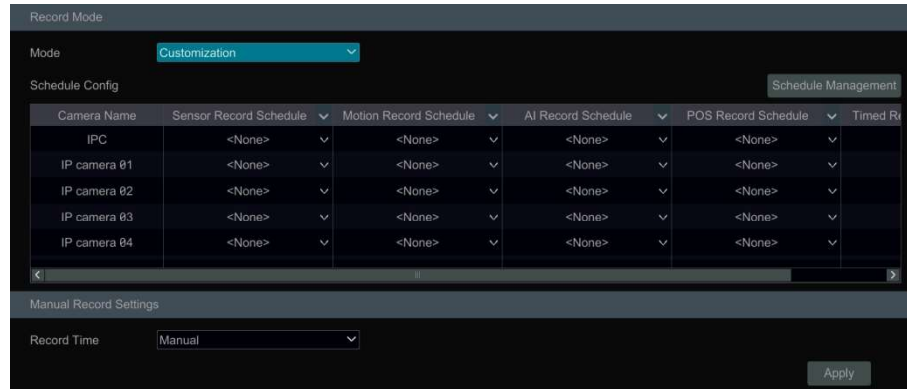 Record Mode
Mode Customization
Schedule Config Schedule Management
Camera Name Sensor Record Schedule Motion Record Schedule AI Record Schedule POS Record Schedule Timed Re
IPC <None> <None> <None> <None>
IP camera 01 <None> <None> <None> <None>
IP camera 02 <None> <None> <None> <None>
IP camera 03 <None> <None> <None> <None>
IP camera 04 <None> <None> <None> <None>
Manual Record Settings
Record Time Manual
Apply